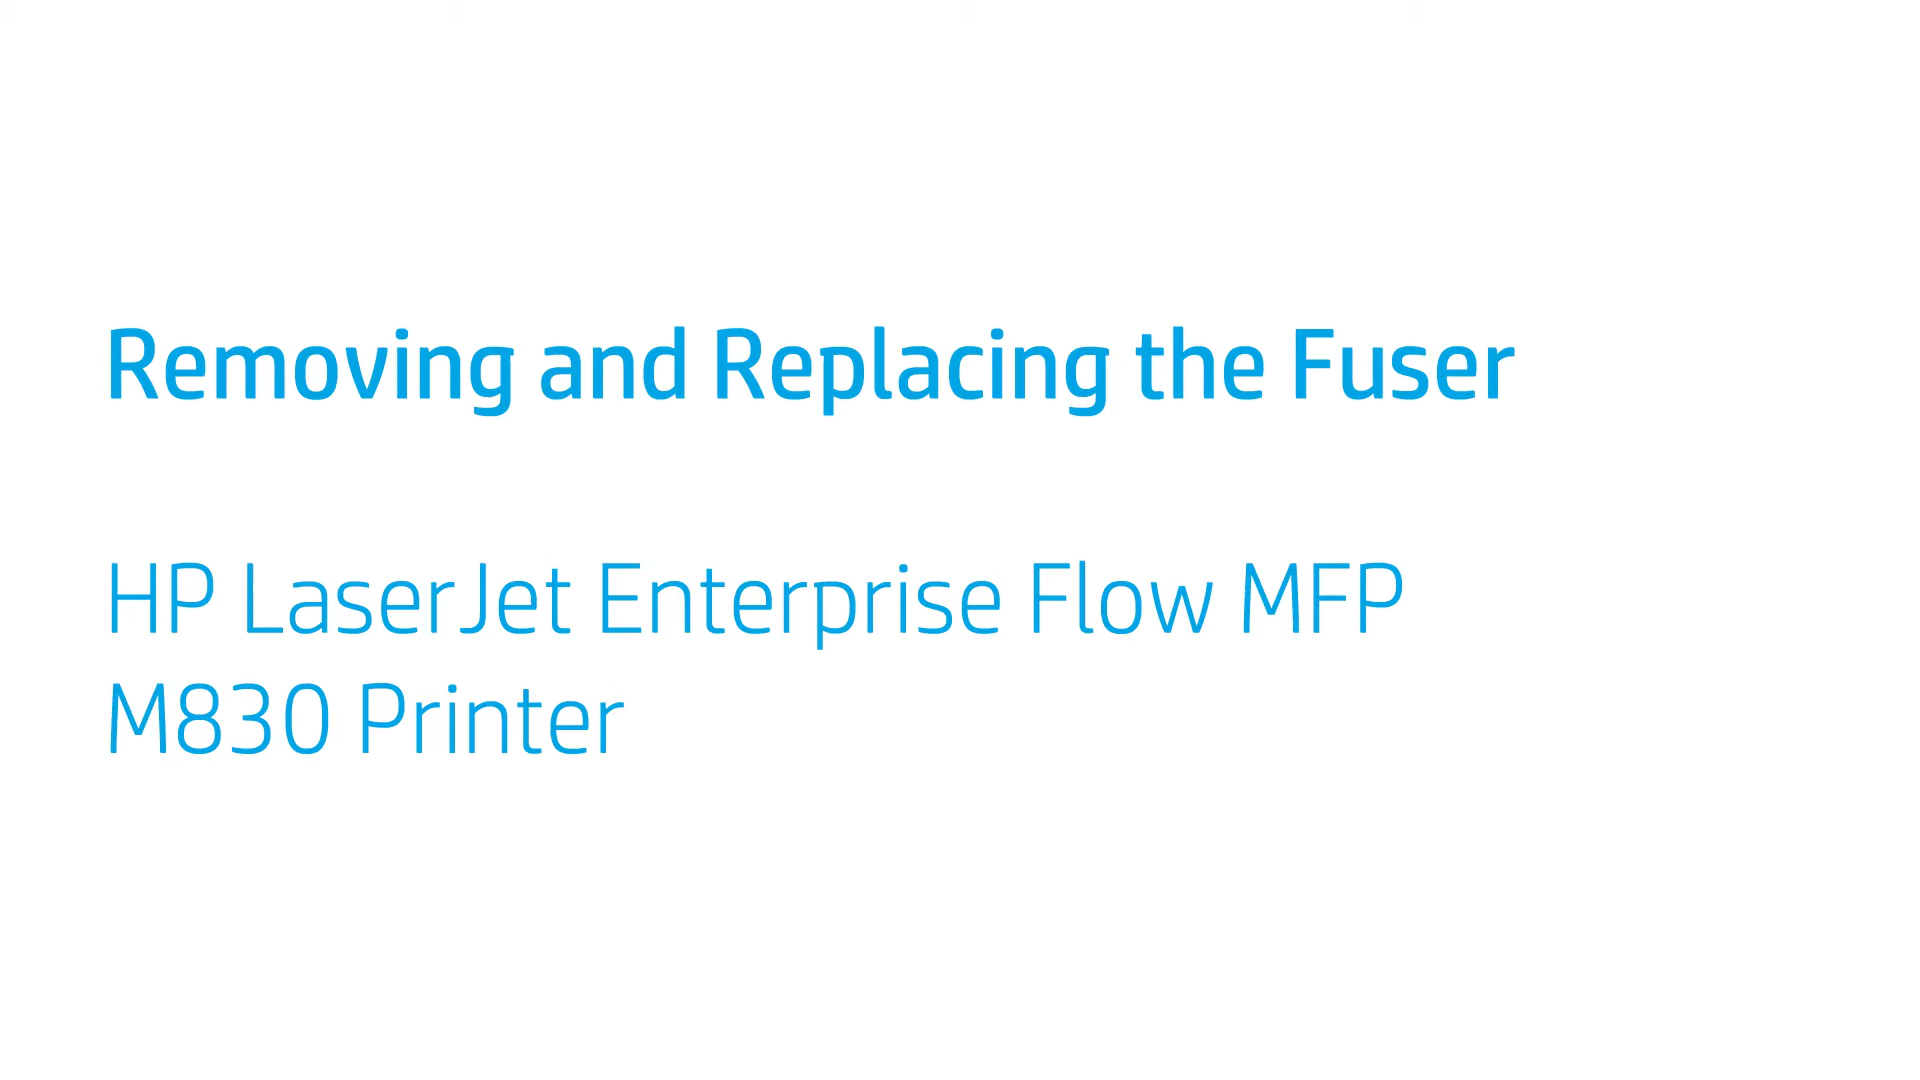 Removing and Replacing the Fuser
HP LaserJet Enterprise Flow MFP
M830 Printer